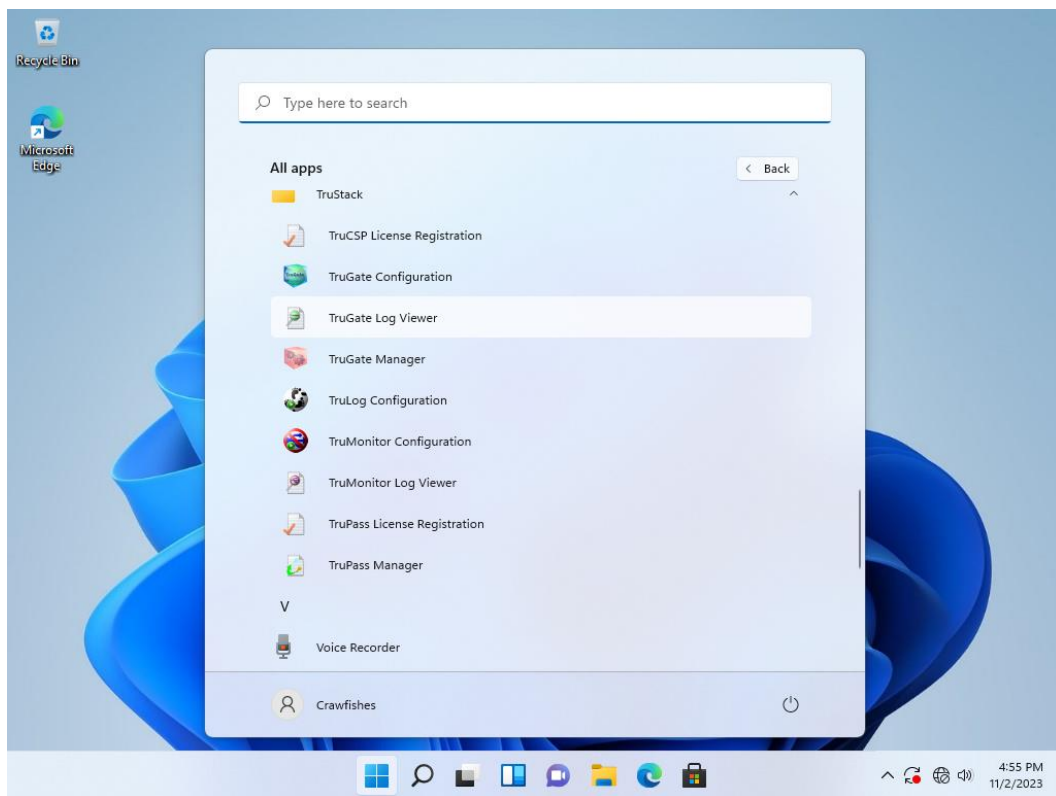 Recycle Bin
Microsoft
Edge
Type here to search
All apps
Back
TruStack
TruCSP License Registration
TruGate Configuration
TruGate Log Viewer
TruGate Manager
TruLog Configuration
TruMonitor Configuration
TruMonitor Log Viewer
TruPass License Registration
TruPass Manager
V
Voice Recorder
Crawfishes
4:55 PM
11/2/2023